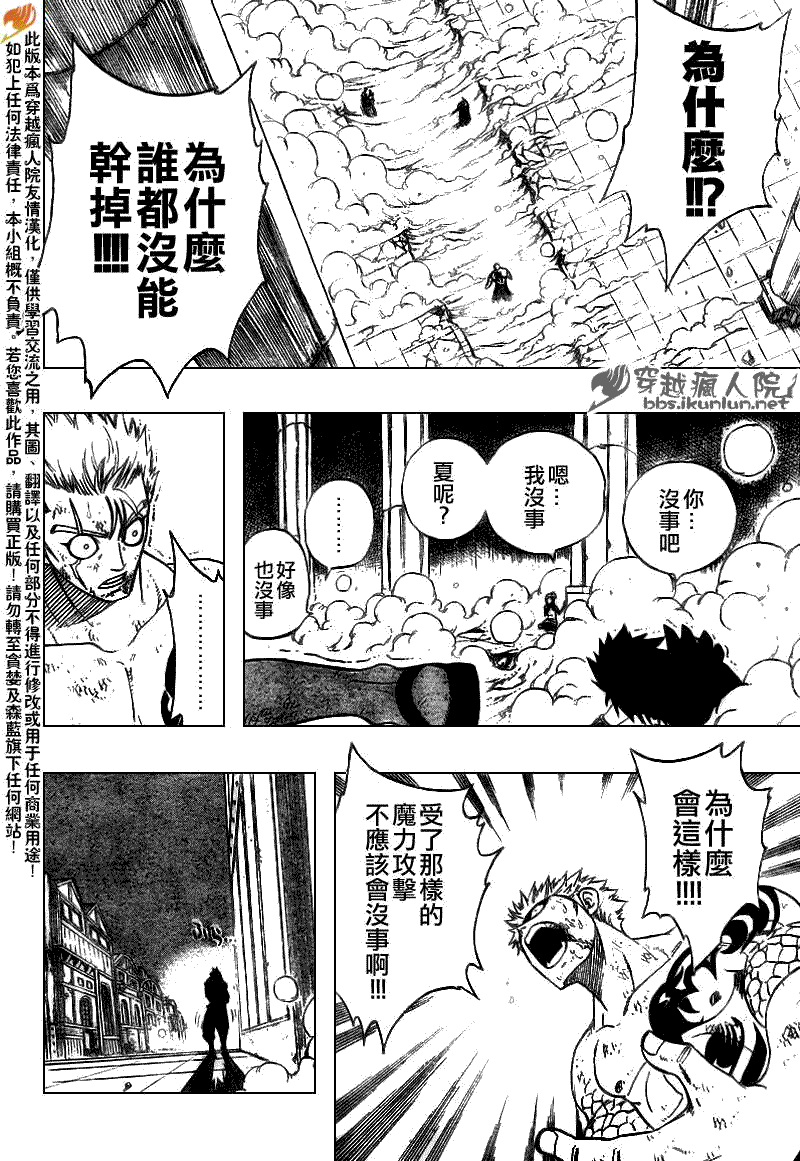 為什麼!!?
為什麼
誰都沒能
幹掉!!!!
穿越瘋人院
bbs.ikunlun.net
你…
沒事吧
嗯…
我沒事
夏呢？
………
好像
也沒事
………
為什麼
會這樣!!!!
受了那樣的
魔力攻擊
不應該會沒事啊!!!
此版本爲穿越瘋人院友情漢化，僅供學習交流之用，其圖、翻譯以及任何部分不得進行修改或用于任何商業用途！
如犯上任何法律責任，本小組概不負責。若您喜歡此作品，請購買正版！請勿轉至貪婪及森藍旗下任何網站！